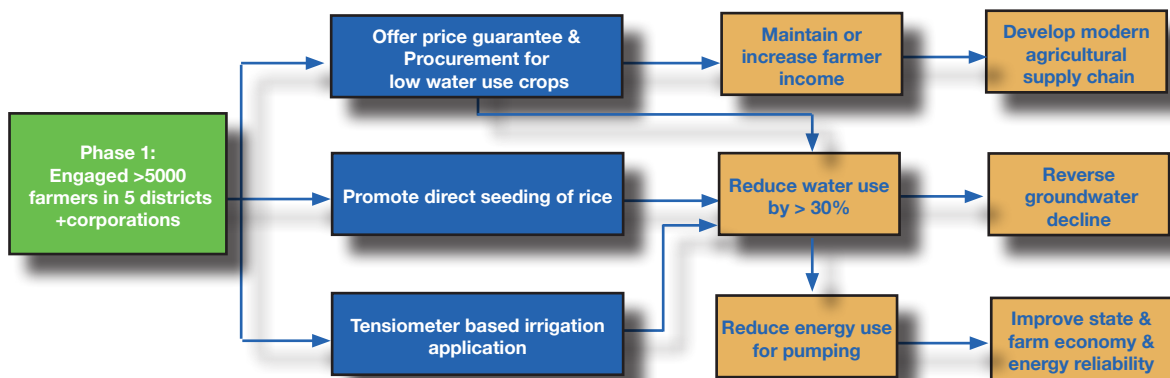 Offer price guarantee &
Procurement for
low water use crops
Maintain or
increase farmer
income
Develop modern
agricultural
supply chain
Phase 1:
Engaged >5000
farmers in 5 districts
+corporations
Promote direct seeding of rice
Reduce water use
by > 30%
Reverse
groundwater
decline
Tensiometer based irrigation
application
Reduce energy use
for pumping
Improve state &
farm economy &
energy reliability